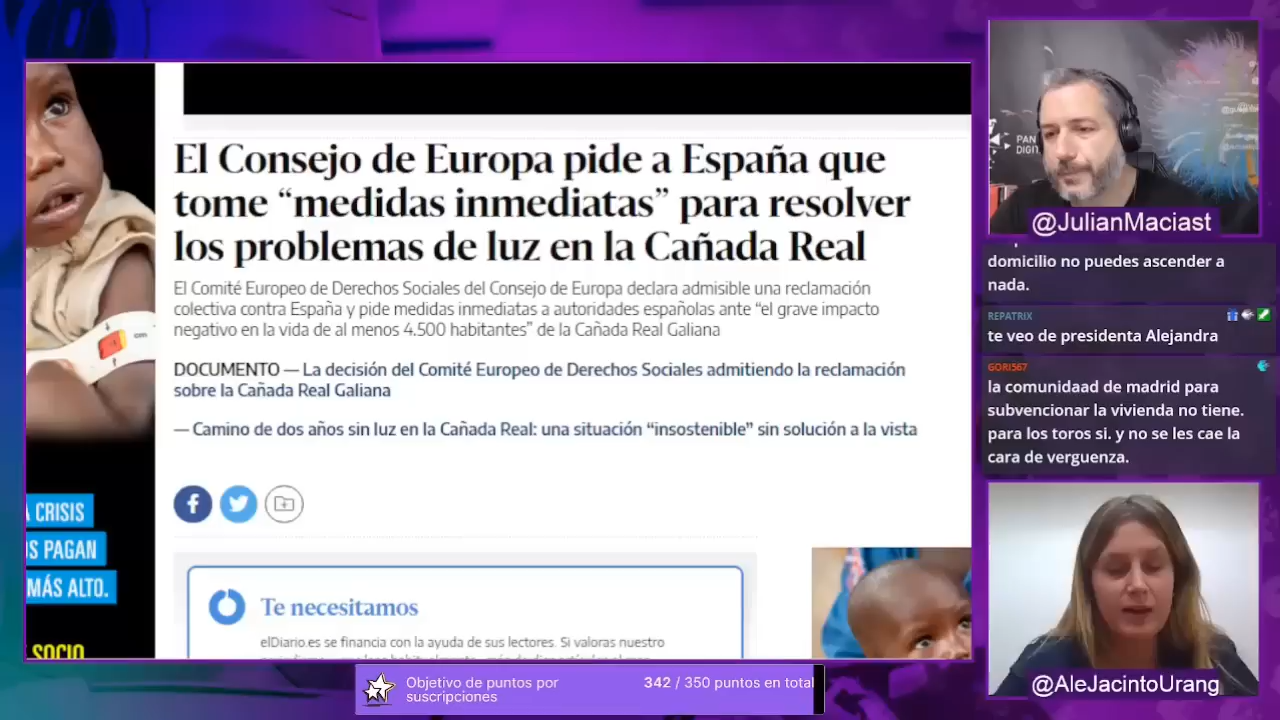 El Consejo de Europa pide a España que
tome “medidas inmediatas” para resolver
los problemas de luz en la Cañada Real
El Comité Europeo de Derechos Sociales del Consejo de Europa declara admisible una reclamación
colectiva contra España y pide medidas inmediatas a autoridades españolas ante “el grave impacto
negativo en la vida de al menos 4.500 habitantes” de la Cañada Real Galiana
DOCUMENTO — La decisión del Comité Europeo de Derechos Sociales admitiendo la reclamación
sobre la Cañada Real Galiana
— Camino de dos años sin luz en la Cañada Real: una situación “insostenible” sin solución a la vista
CRISIS
PAGAN
MÁS ALTO.
SOCIO
Te necesitamos
elDiario.es se financia con la ayuda de sus lectores. Si valoras nuestro
Objetivo de puntos por
suscripciones
342 / 350 puntos en total
PAN
DIGIT
@JulianMaciast
domicilio no puedes ascender a
nada.
REPATRIX
te veo de presidenta Alejandra
GORI567
la comunidaad de madrid para
subvencionar la vivienda no tiene.
para los toros si. y no se les cae la
cara de verguenza.
@AleJacintoUrang